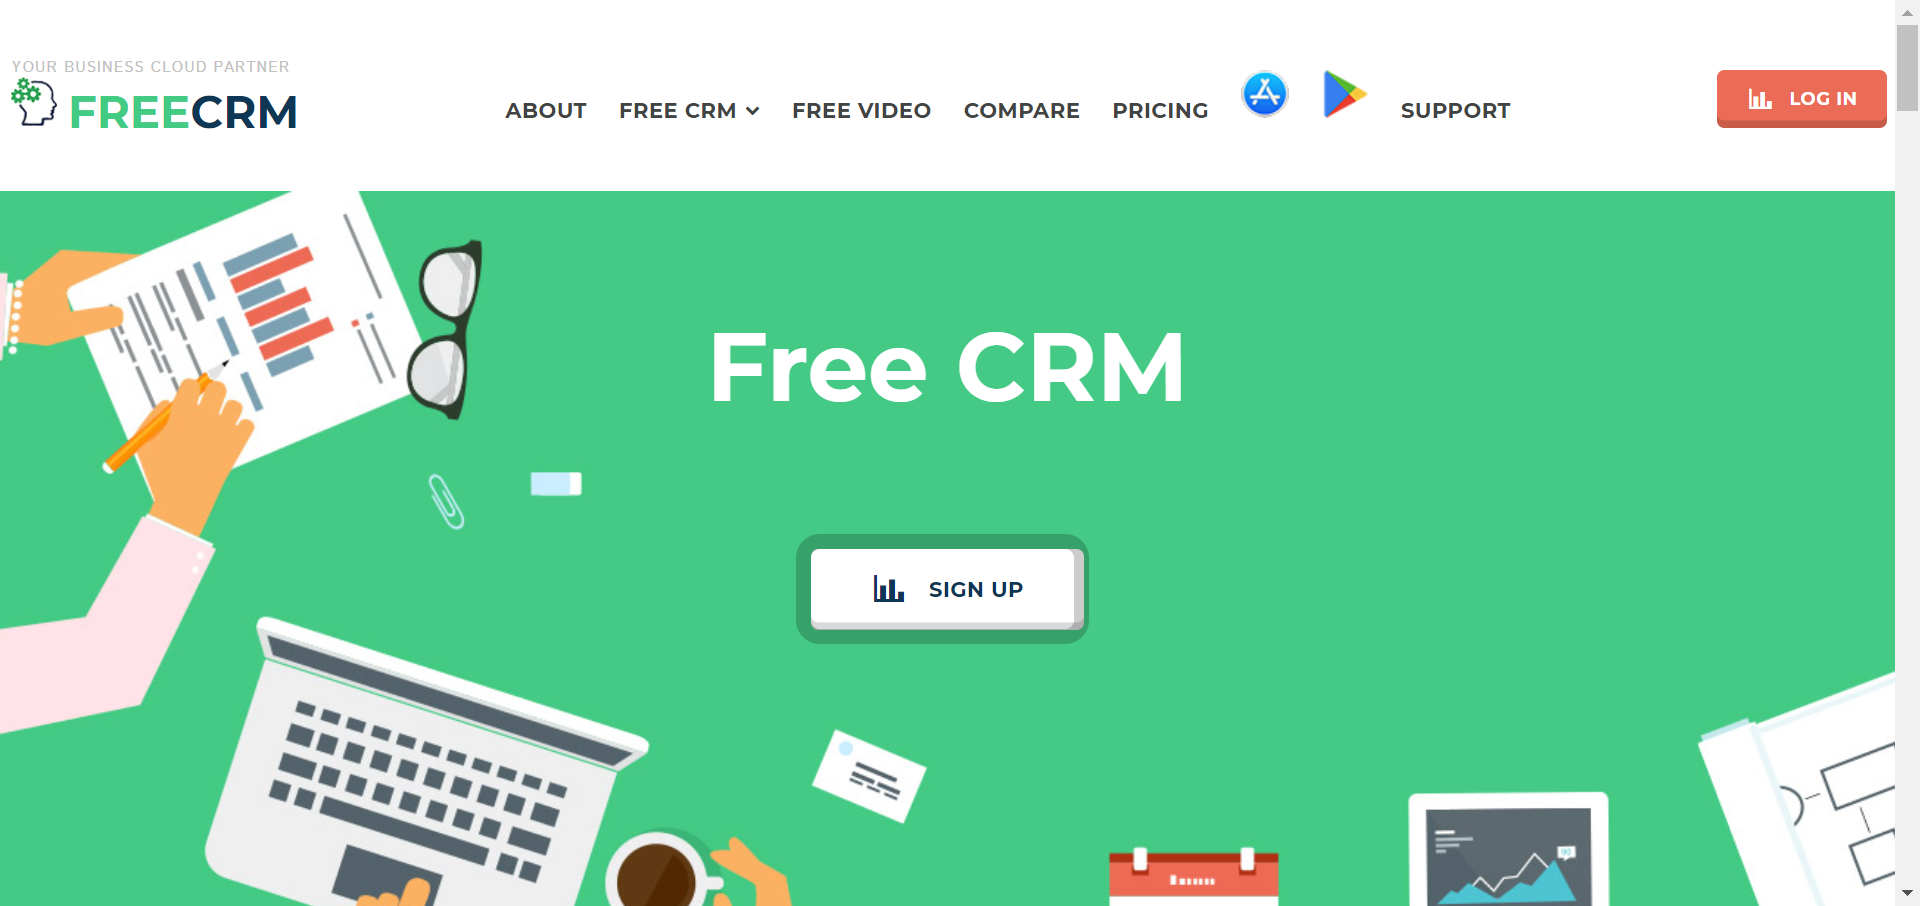 YOUR BUSINESS CLOUD PARTNER
FREECRM
ABOUT
FREE CRM
FREE VIDEO
COMPARE
PRICING
SUPPORT
LOG IN
Free CRM
SIGN UP